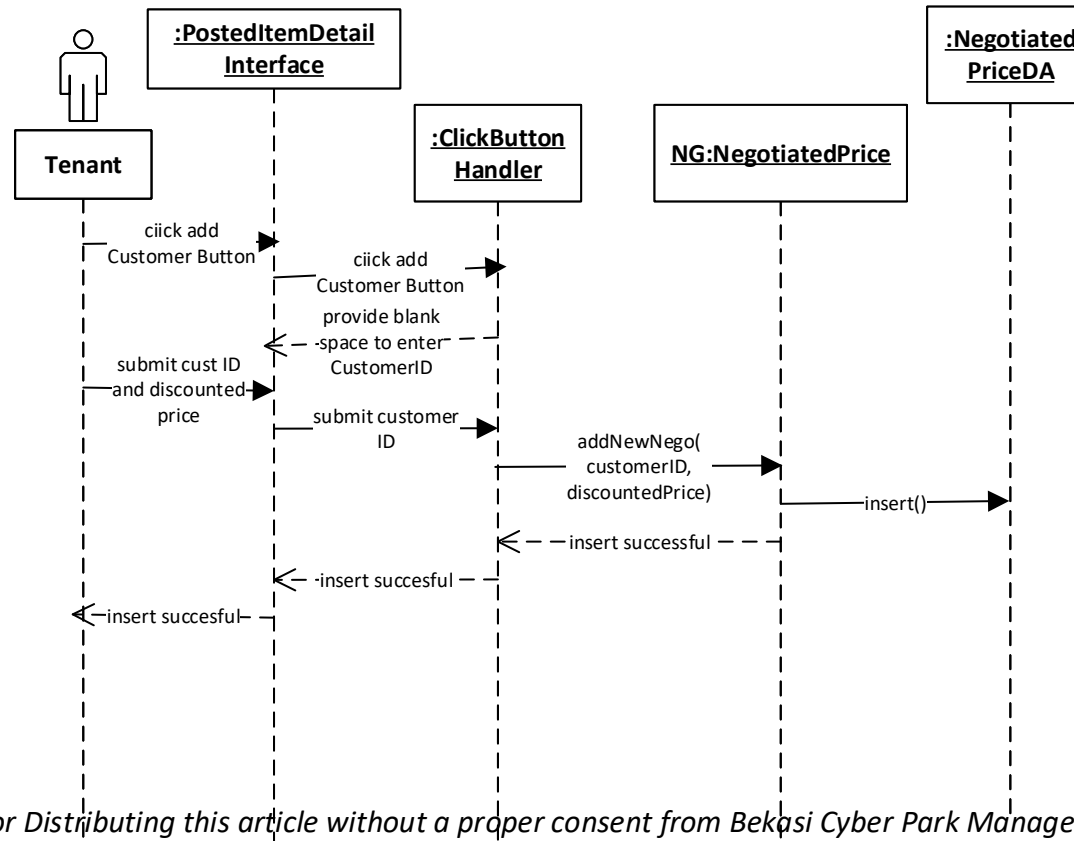 :PostedItemDetail
Interface
:Negotiated
PriceDA
Tenant
:ClickButton
Handler
NG:NegotiatedPrice
ciick add
Customer Button
ciick add
Customer Button
provide blank
space to enter
CustomerID
submit cust ID
and discounted
price
submit customer
ID
addNewNego(
customerID,
discountedPrice)
insert()
insert successful
insert succesful
insert succesful
or Distributing this article without a proper consent from Bekasi Cyber Park Manage